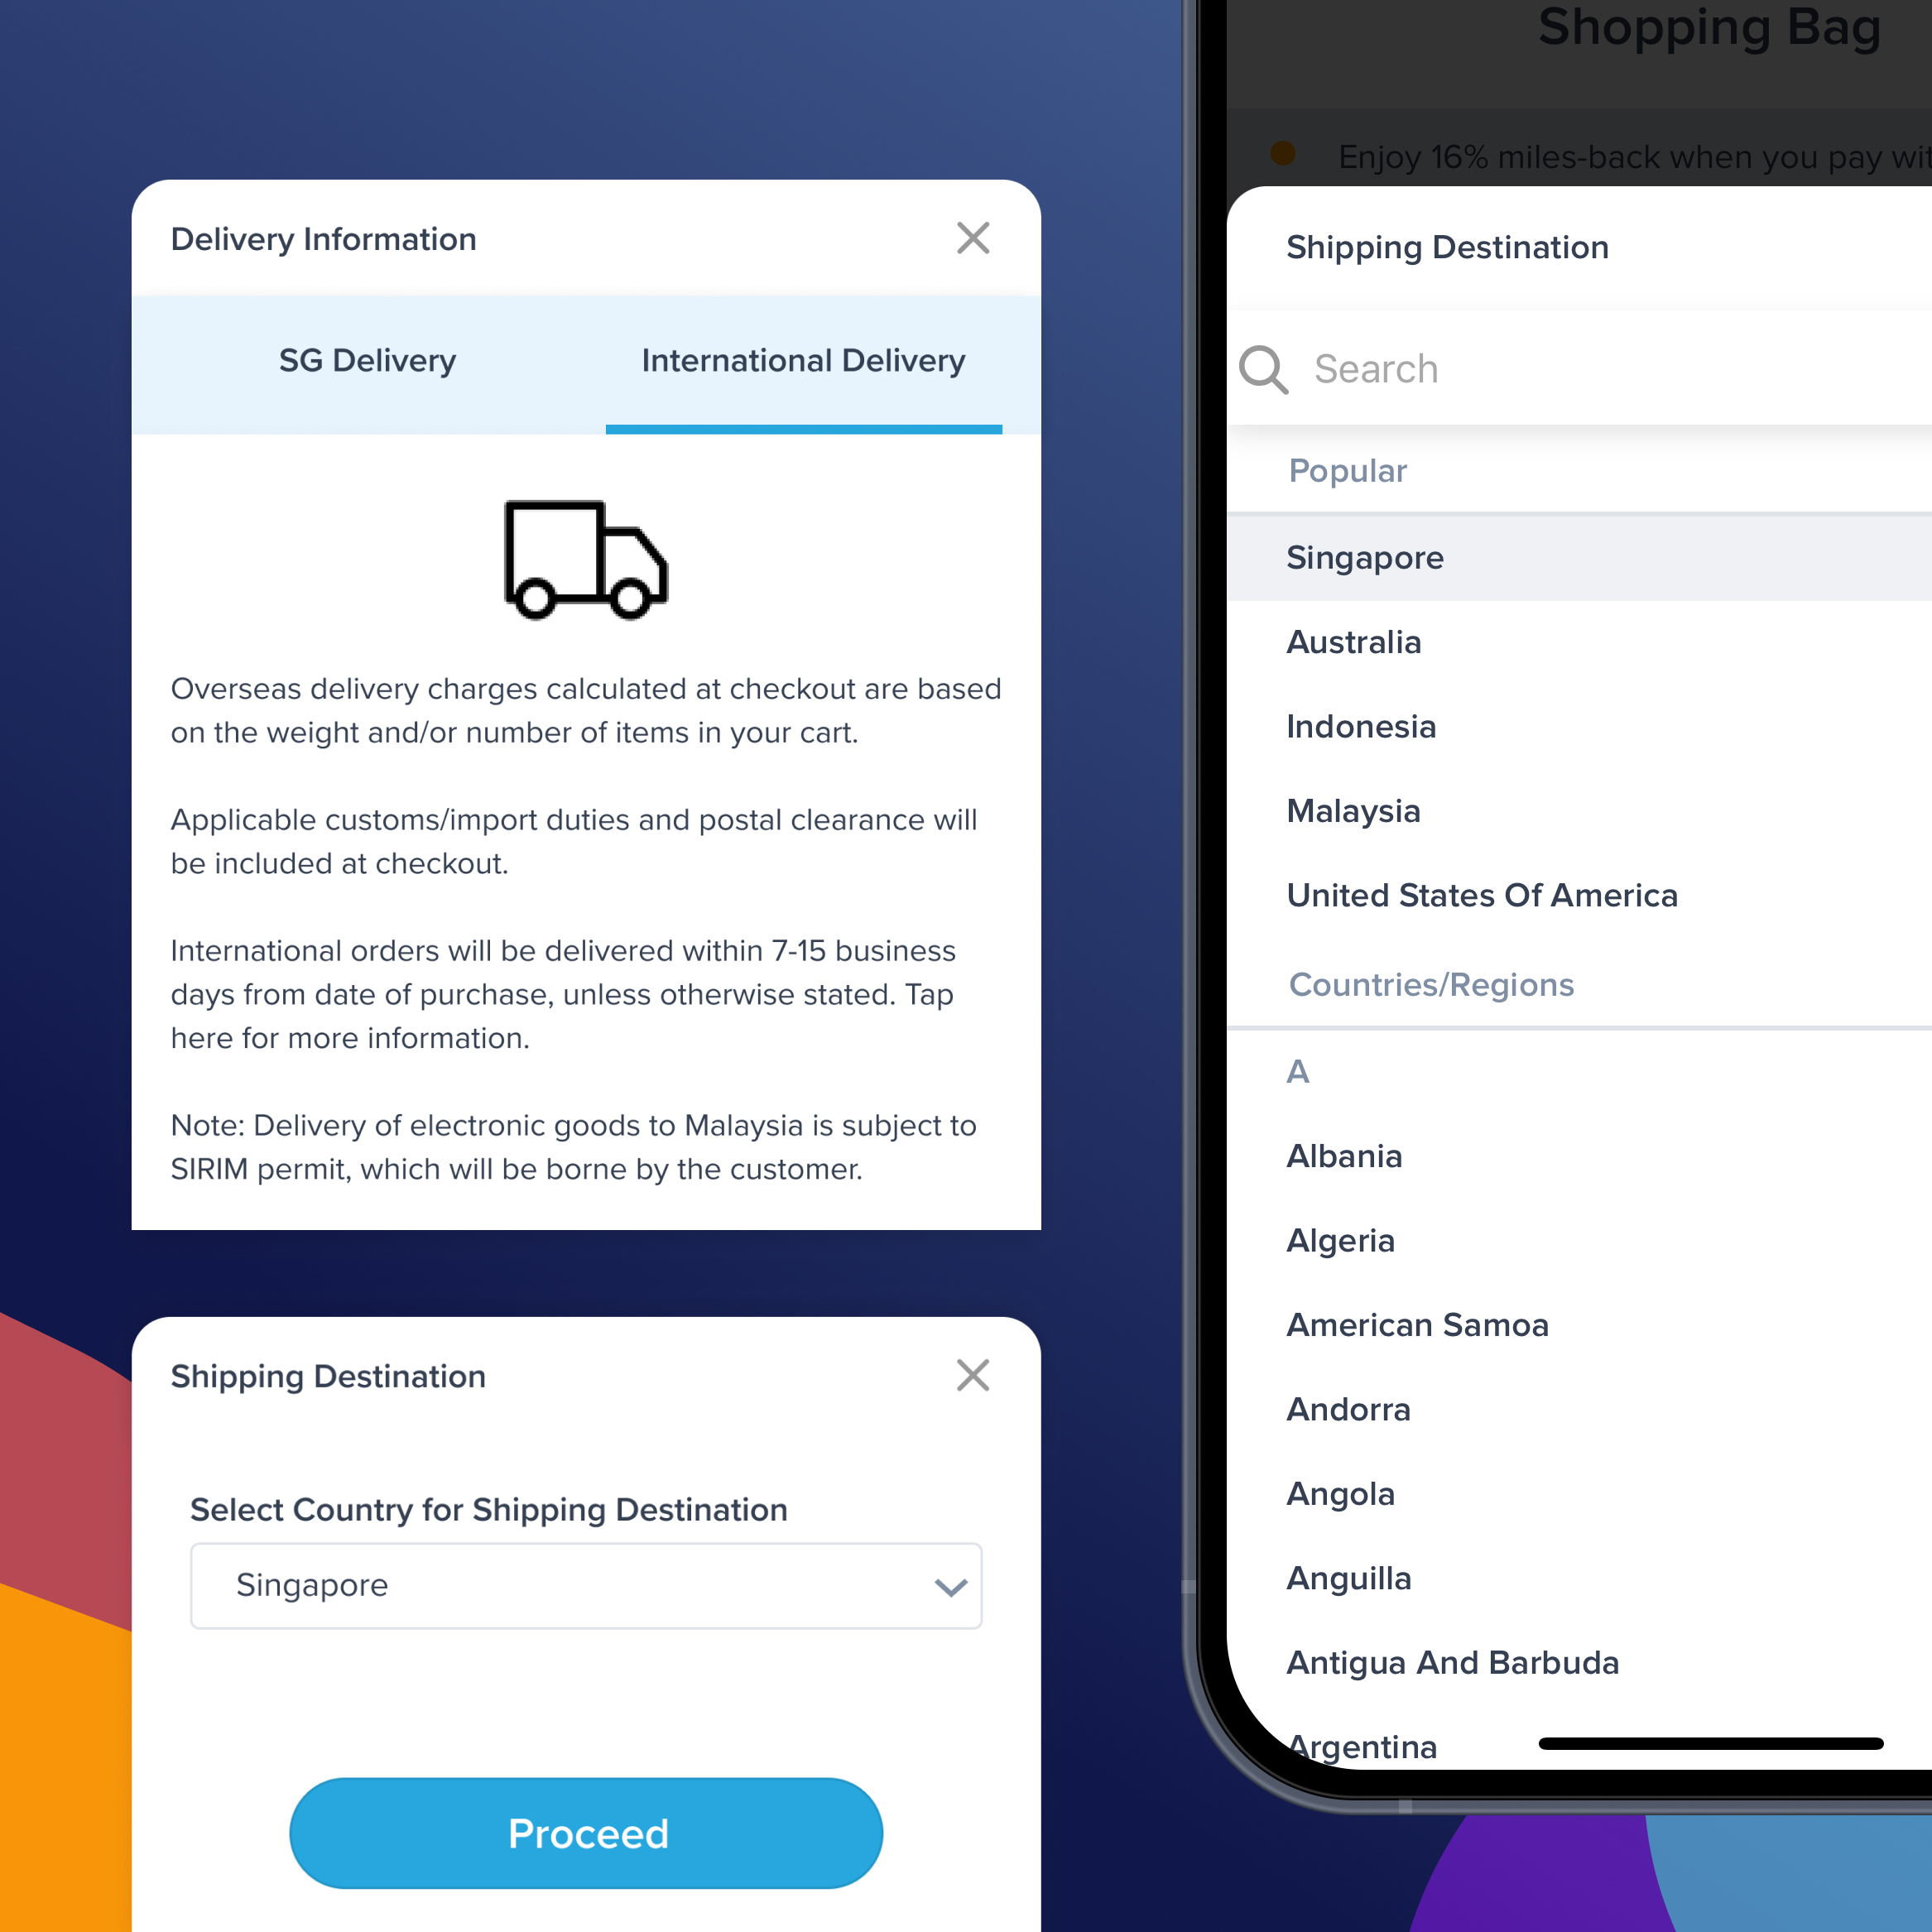 Delivery Information
SG Delivery
International Delivery
Overseas delivery charges calculated at checkout are based
on the weight and/or number of items in your cart.
Applicable customs/import duties and postal clearance will
be included at checkout.
International orders will be delivered within 7-15 business
days from date of purchase, unless otherwise stated. Tap
here for more information.
Note: Delivery of electronic goods to Malaysia is subject to
SIRIM permit, which will be borne by the customer.
Shipping Destination
Select Country for Shipping Destination
Singapore
Proceed
Shopping Bag
Enjoy 16% miles-back when you pay
Shipping Destination
Search
Popular
Singapore
Australia
Indonesia
Malaysia
United States Of America
Countries/Regions
A
Albania
Algeria
American Samoa
Andorra
Angola
Anguilla
Antigua And Barbuda
Argentina